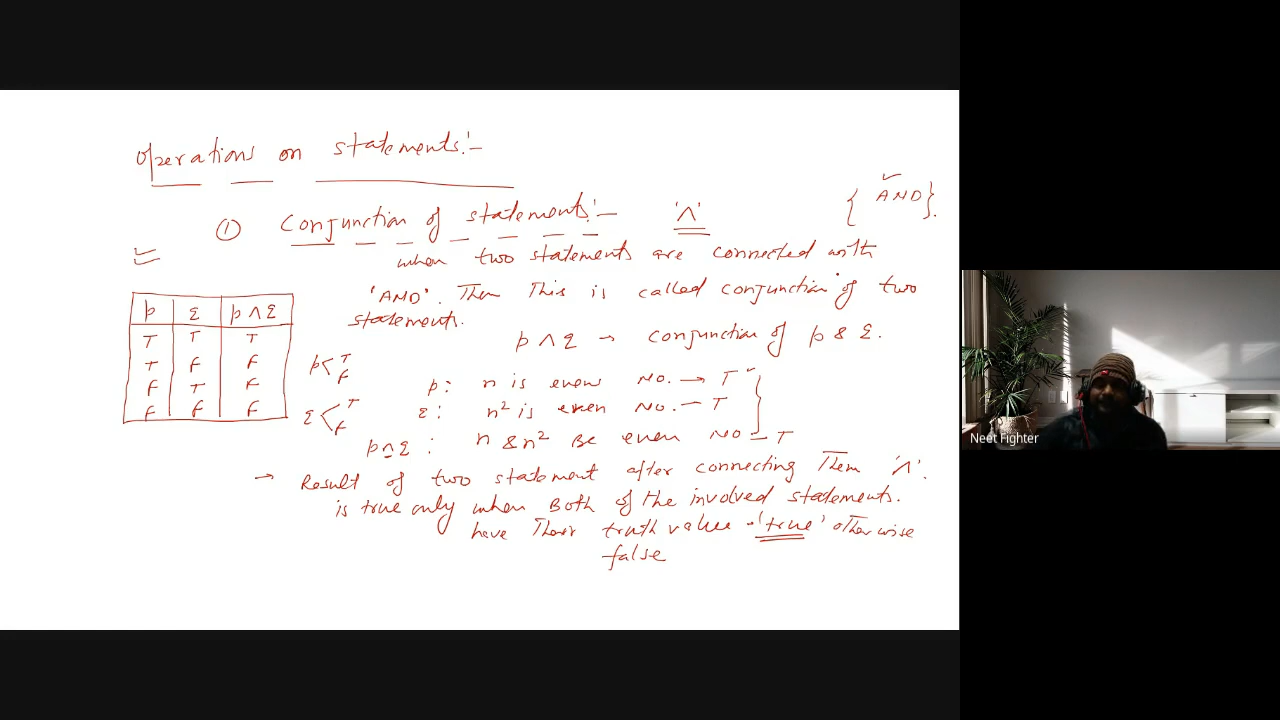 Operations on statements:-
① Conjunction of statements:- '∧' { AND }.
when two statements are connected with
'AND'. Then This is called conjunction of two
statements.
p ∧ q → conjunction of p & q.
p q p ∧ q
T T T
T F F
F T F
F F F
p < T F
q < T F
p: n is even No. → T
q: n² is even No. – T
p ∧ q : n & n² Be even No – T
→ Result of two statement after connecting Them '∧'.
is true only when Both of the involved statements.
have Their truth value 'true' otherwise
false
Neet Fighter